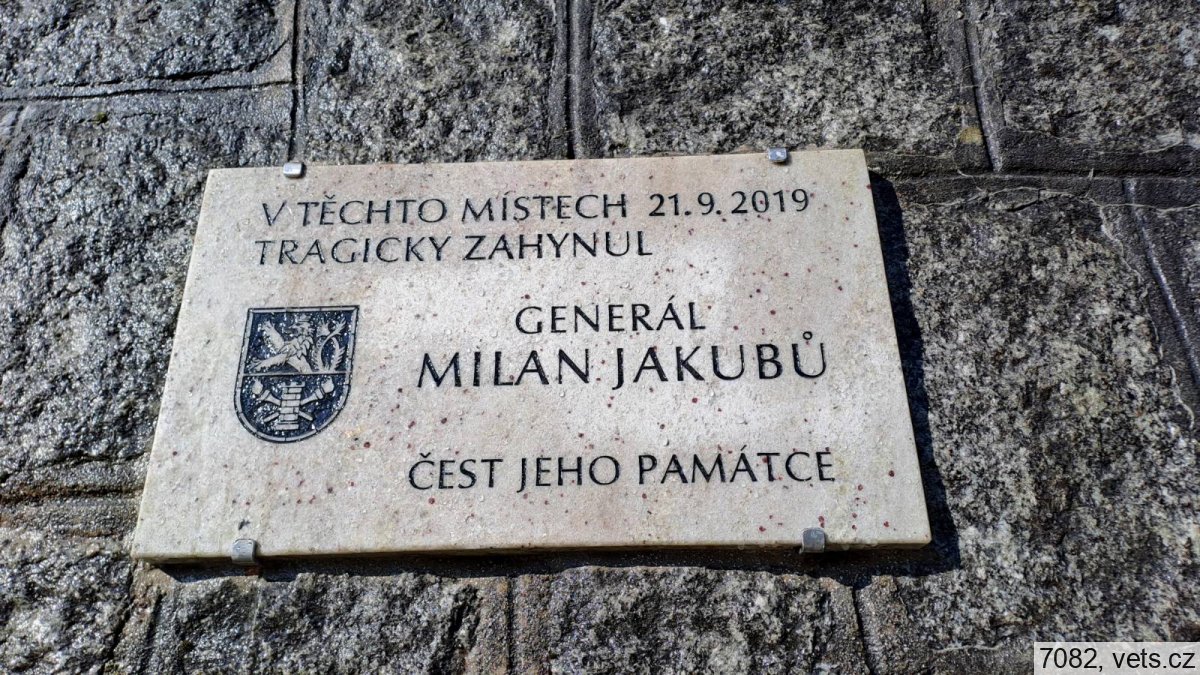 V TĚCHTO MÍSTECH 21.9.2019
TRAGICKY ZAHYNUL
GENERÁL
MILAN JAKUBŮ
ČEST JEHO PAMÁTCE
7082, vets.cz